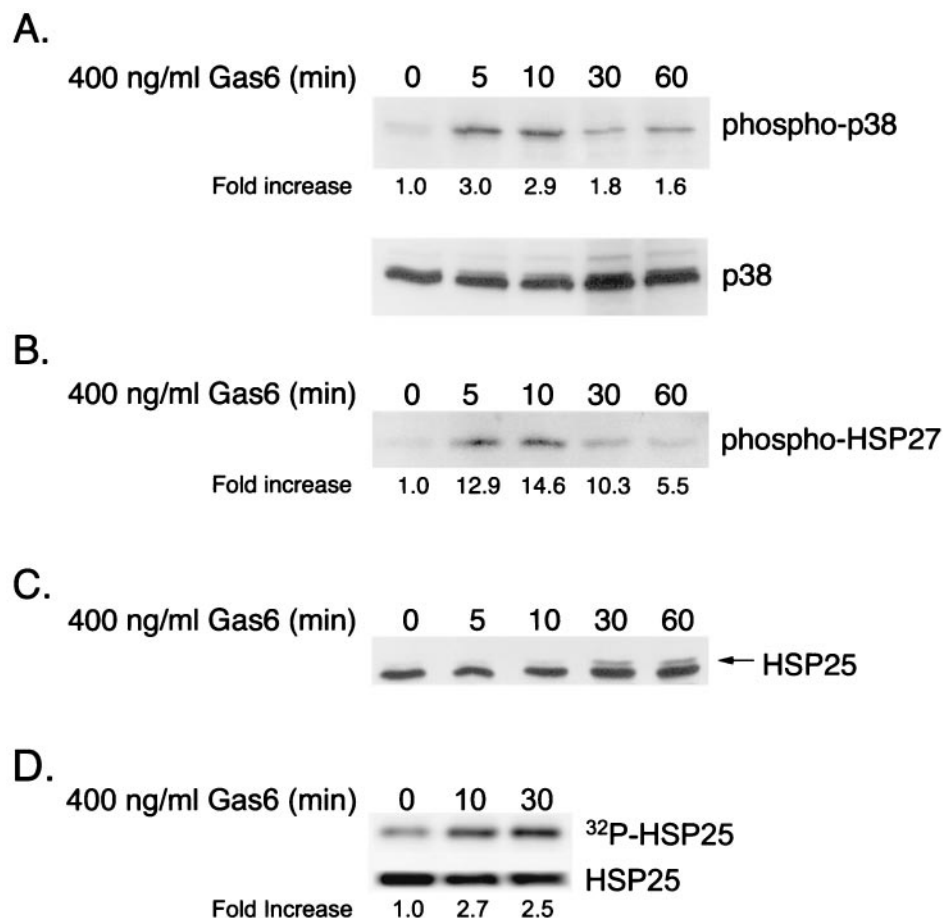 A.
400 ng/ml Gas6 (min) 0 5 10 30 60
phospho-p38
Fold increase 1.0 3.0 2.9 1.8 1.6
p38
B.
400 ng/ml Gas6 (min) 0 5 10 30 60
phospho-HSP27
Fold increase 1.0 12.9 14.6 10.3 5.5
C.
400 ng/ml Gas6 (min) 0 5 10 30 60
HSP25
D.
400 ng/ml Gas6 (min) 0 10 30
³²P-HSP25
HSP25
Fold Increase 1.0 2.7 2.5